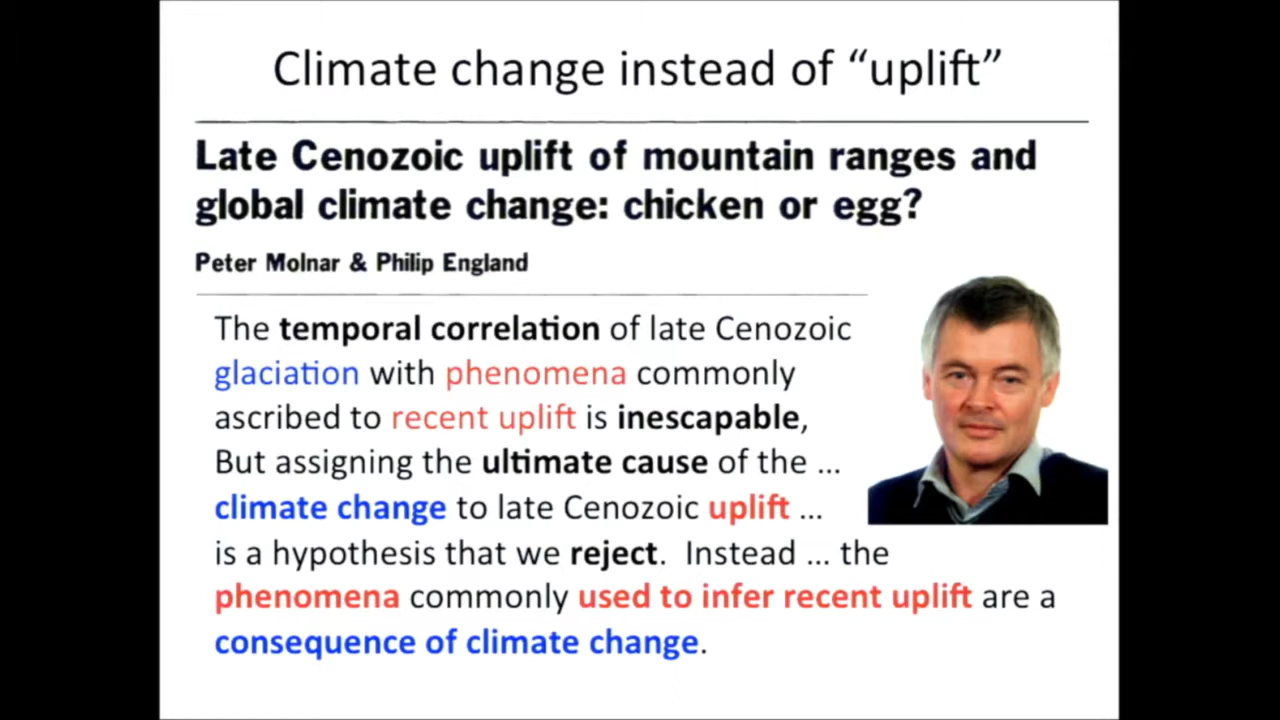 Climate change instead of “uplift”
Late Cenozoic uplift of mountain ranges and
global climate change: chicken or egg?
Peter Molnar & Philip England
The temporal correlation of late Cenozoic
glaciation with phenomena commonly
ascribed to recent uplift is inescapable,
But assigning the ultimate cause of the ...
climate change to late Cenozoic uplift ...
is a hypothesis that we reject.  Instead ... the
phenomena commonly used to infer recent uplift are a
consequence of climate change.